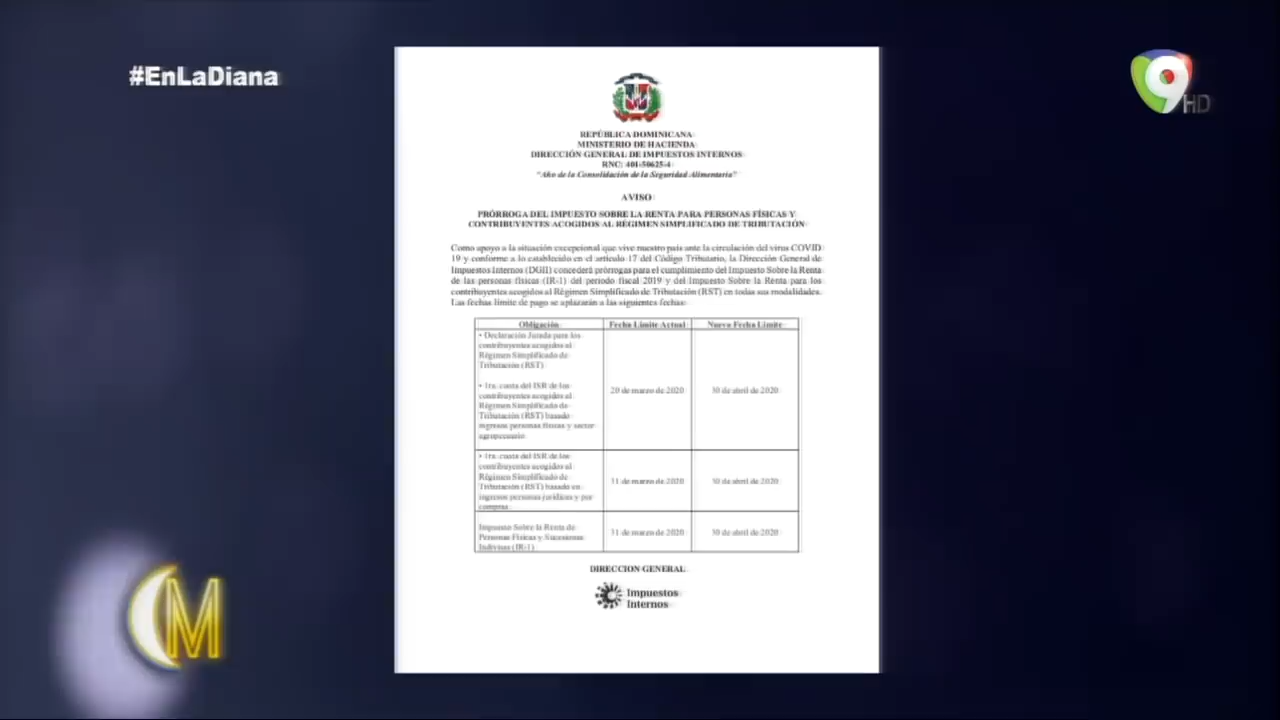 #EnLaDiana
9HD
REPÚBLICA DOMINICANA
MINISTERIO DE HACIENDA
DIRECCIÓN GENERAL DE IMPUESTOS INTERNOS
RNC: 401-50625-4
"Año de la Consolidación de la Seguridad Alimentaria"
AVISO
PRÓRROGA DEL IMPUESTO SOBRE LA RENTA PARA PERSONAS FÍSICAS Y
CONTRIBUYENTES ACOGIDOS AL RÉGIMEN SIMPLIFICADO DE TRIBUTACIÓN
Como apoyo a la situación excepcional que vive nuestro país ante la circulación del virus COVID
19 y conforme a lo establecido en el artículo 17 del Código Tributario, la Dirección General de
Impuestos Internos (DGII) concederá prórrogas para el cumplimiento del Impuesto Sobre la Renta
de las personas físicas (IR-1) del periodo fiscal 2019 y del Impuesto Sobre la Renta para los
contribuyentes acogidos al Régimen Simplificado de Tributación (RST) en todas sus modalidades.
Las fechas límite de pago se aplazarán a las siguientes fechas:
Obligación Fecha Límite Actual Nueva Fecha Límite
• Declaración Jurada para los
contribuyentes acogidos al
Régimen Simplificado de
Tributación (RST)
• 1ra. cuota del ISR de los
contribuyentes acogidos al
Régimen Simplificado de
Tributación (RST) basado
ingresos personas físicas y sector
agropecuario
20 de marzo de 2020 30 de abril de 2020
• 1ra. cuota del ISR de los
contribuyentes acogidos al
Régimen Simplificado de
Tributación (RST) basado en
ingresos personas jurídicas y por
compras
31 de marzo de 2020 30 de abril de 2020
Impuesto Sobre la Renta de
Personas Físicas y Sucesiones
Indivisas (IR-1)
31 de marzo de 2020 30 de abril de 2020
DIRECCION GENERAL
Impuestos
Internos
M